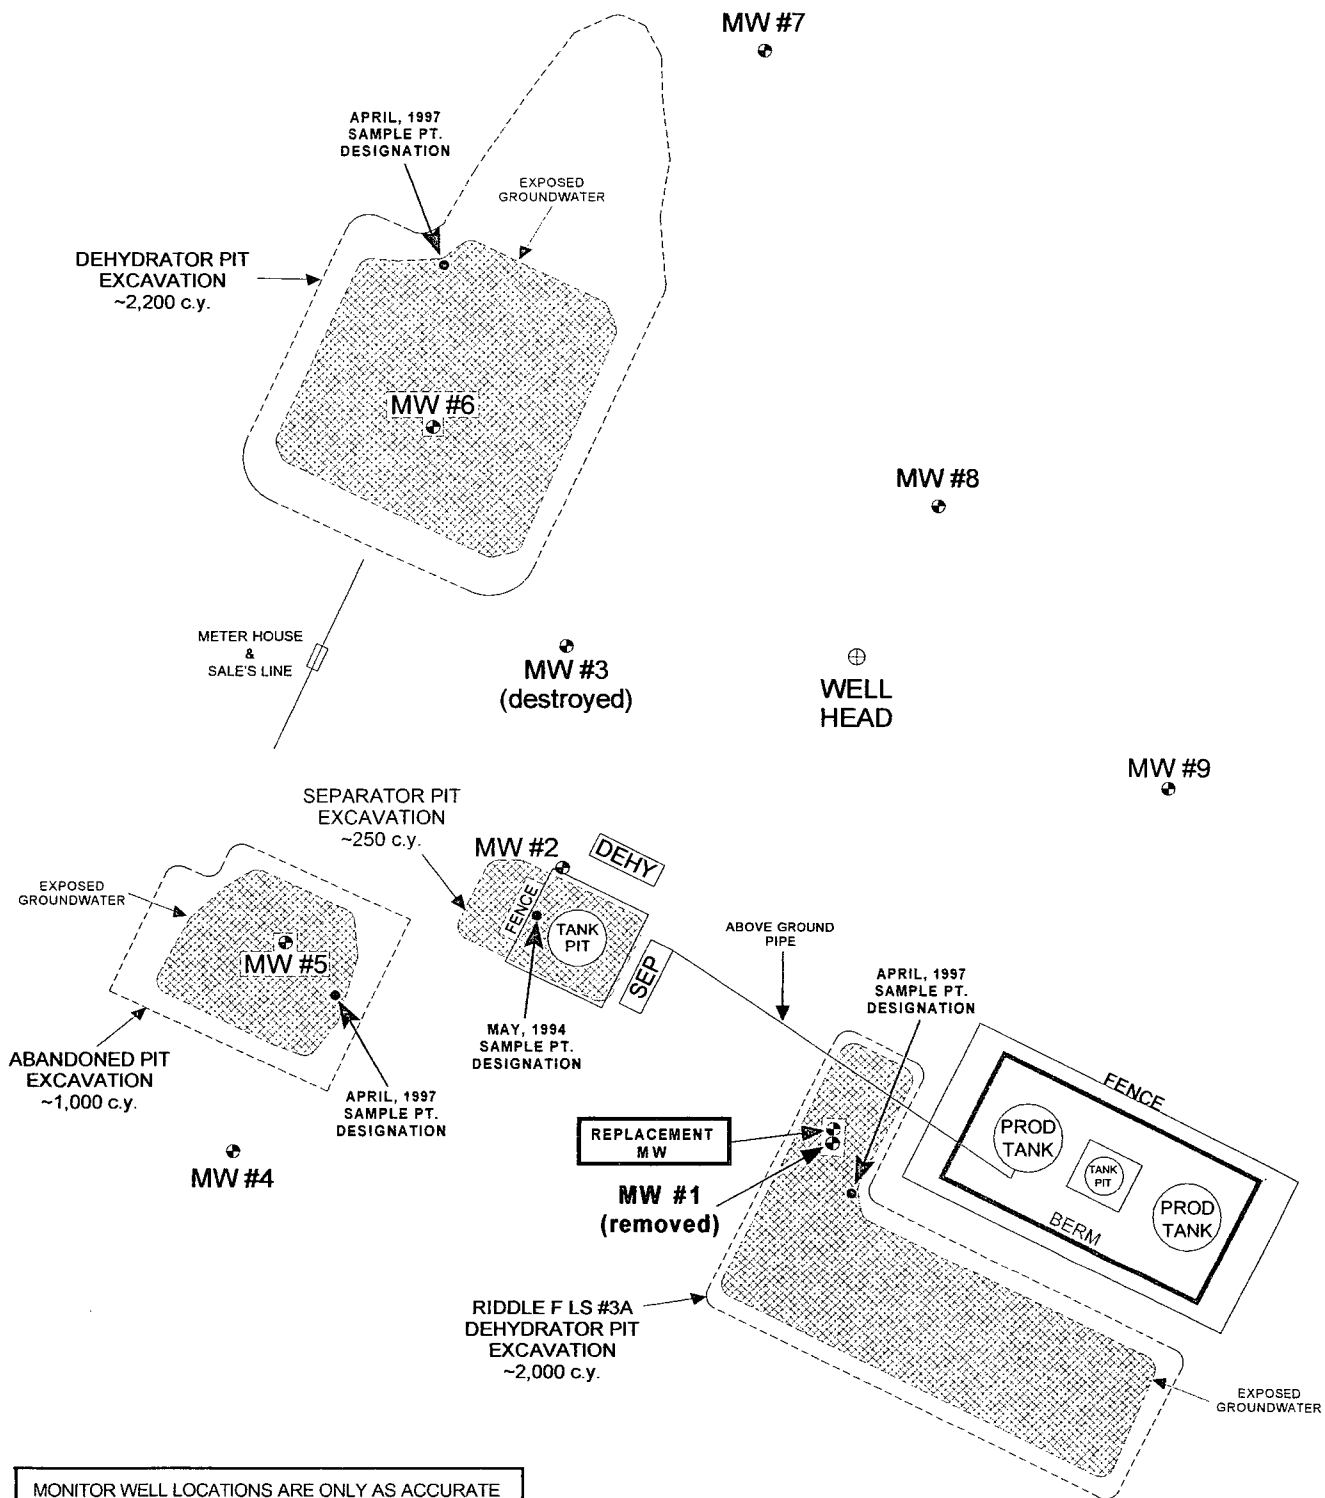 MW #7
APRIL, 1997
SAMPLE PT.
DESIGNATION
EXPOSED
GROUNDWATER
DEHYDRATOR PIT
EXCAVATION
~2,200 c.y.
MW #6
MW #8
METER HOUSE
&
SALE'S LINE
MW #3
(destroyed)
WELL
HEAD
MW #9
SEPARATOR PIT
EXCAVATION
~250 c.y.
MW #2
DEHY
FENCE
TANK
PIT
SEP
EXPOSED
GROUNDWATER
MW #5
ABOVE GROUND
PIPE
APRIL, 1997
SAMPLE PT.
DESIGNATION
MAY, 1994
SAMPLE PT.
DESIGNATION
ABANDONED PIT
EXCAVATION
~1,000 c.y.
APRIL, 1997
SAMPLE PT.
DESIGNATION
MW #4
REPLACEMENT
MW
MW #1
(removed)
FENCE
PROD
TANK
TANK
PIT
PROD
TANK
BERM
RIDDLE F LS #3A
DEHYDRATOR PIT
EXCAVATION
~2,000 c.y.
EXPOSED
GROUNDWATER
MONITOR WELL LOCATIONS ARE ONLY AS ACCURATE